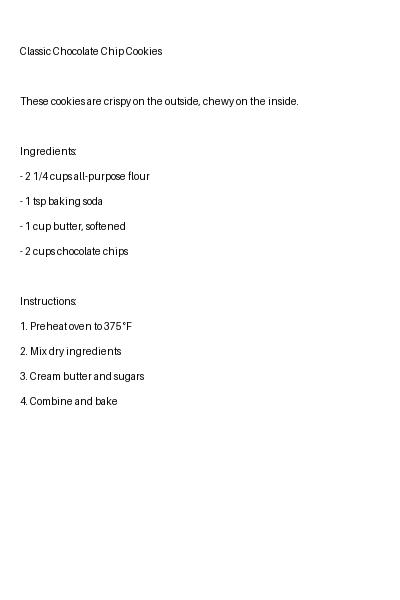 Classic Chocolate Chip Cookies
These cookies are crispy on the outside, chewy on the inside.
Ingredients:
- 2 1/4 cups all-purpose flour
- 1 tsp baking soda
- 1 cup butter, softened
- 2 cups chocolate chips
Instructions:
1. Preheat oven to 375°F
2. Mix dry ingredients
3. Cream butter and sugars
4. Combine and bake